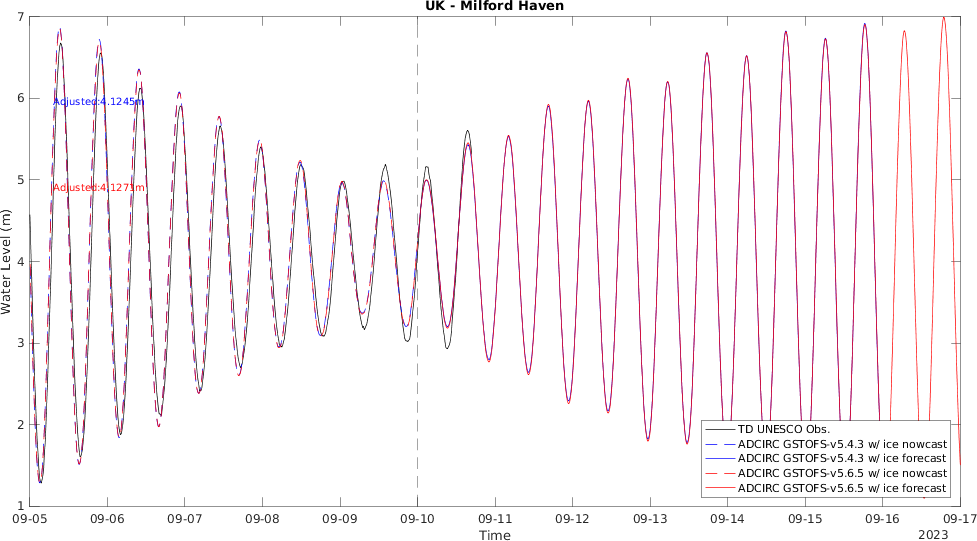 UK - Milford Haven
7
6
5
4
3
2
1
Water Level (m)
Adjusted:4.1245m
Adjusted:4.1271m
TD UNESCO Obs.
ADCIRC GSTOFS-v5.4.3 w/ ice nowcast
ADCIRC GSTOFS-v5.4.3 w/ ice forecast
ADCIRC GSTOFS-v5.6.5 w/ ice nowcast
ADCIRC GSTOFS-v5.6.5 w/ ice forecast
09-05 09-06 09-07 09-08 09-09 09-10 09-11 09-12 09-13 09-14 09-15 09-16 09-17
Time
2023